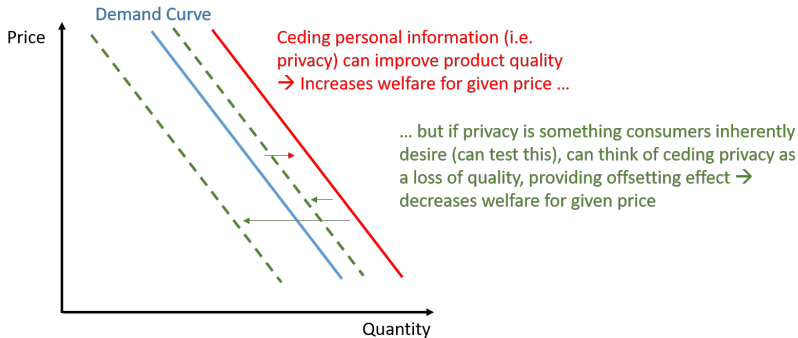 Demand Curve
Price
Ceding personal information (i.e.
privacy) can improve product quality
→ Increases welfare for given price …
… but if privacy is something consumers inherently
desire (can test this), can think of ceding privacy as
a loss of quality, providing offsetting effect →
decreases welfare for given price
Quantity